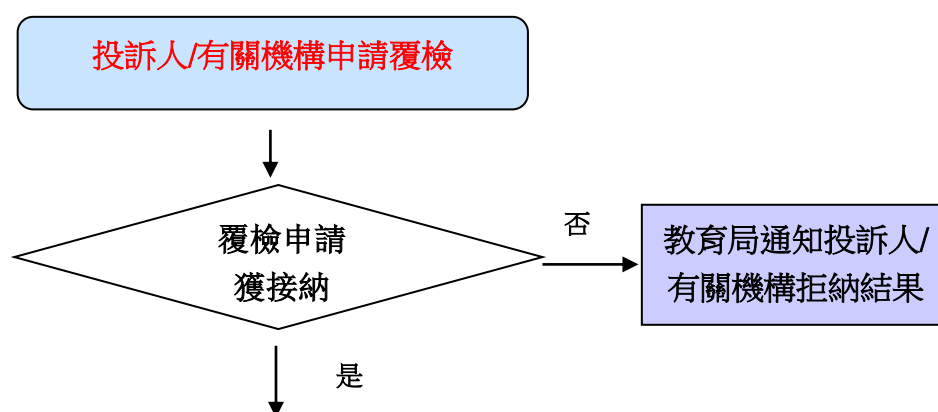 投訴人/有關機構申請覆檢
覆檢申請
獲接納
否
教育局通知投訴人/
有關機構拒納結果
是